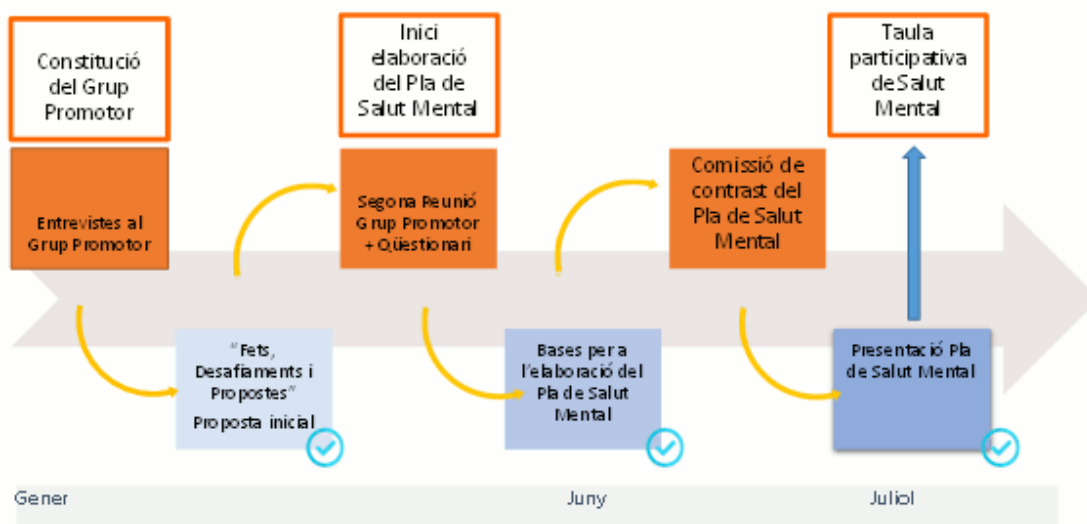 Constitució
del Grup
Promotor
Inici
elaboració
del Pla de
Salut Mental
Taula
participativa
de Salut
Mental
Entrevistes al
Grup Promotor
Segona Reunió
Grup Promotor
+ Qüestionari
Comissió de
contrast del
Pla de Salut
Mental
"Fets,
Desafiaments i
Propostes"
Proposta inicial
Bases per a
l'elaboració del
Pla de Salut
Mental
Presentació Pla
de Salut Mental
Gener
Juny
Juliol